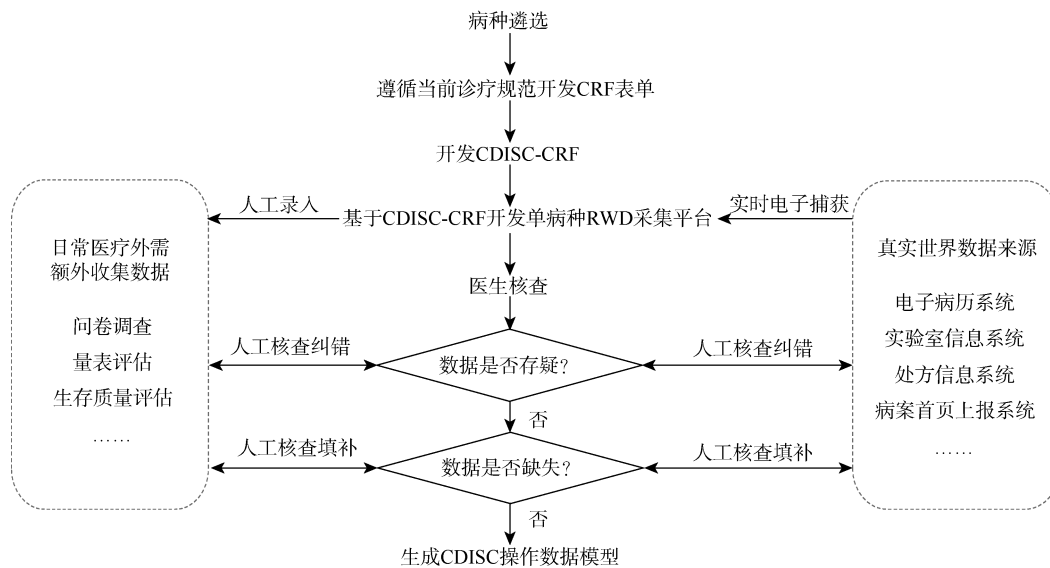 病种遴选
遵循当前诊疗规范开发CRF表单
开发CDISC-CRF
人工录入
基于CDISC-CRF开发单病种RWD采集平台
实时电子捕获
日常医疗外需
额外收集数据
问卷调查
量表评估
生存质量评估
……
真实世界数据来源
电子病历系统
实验室信息系统
处方信息系统
病案首页上报系统
……
医生核查
人工核查纠错
数据是否存疑?
人工核查纠错
否
人工核查填补
数据是否缺失?
人工核查填补
否
生成CDISC操作数据模型